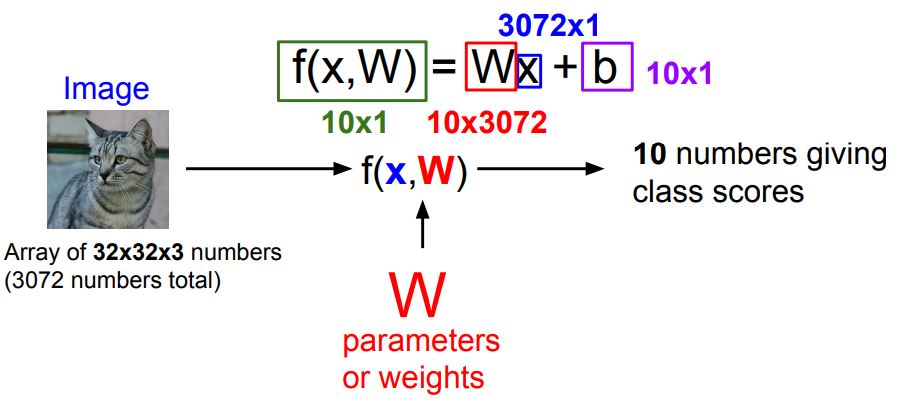 3072x1
f(x,W) = Wx + b 10x1
10x1 10x3072
Image
f(x,W)
10 numbers giving
class scores
Array of 32x32x3 numbers
(3072 numbers total)
W
parameters
or weights